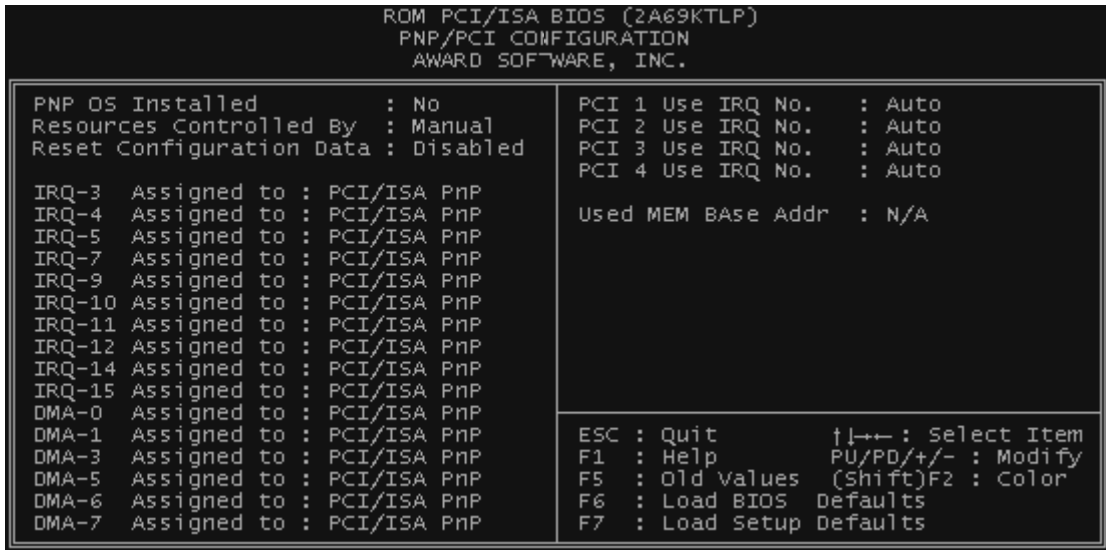 ROM PCI/ISA BIOS (2A69KTLP)
PNP/PCI CONFIGURATION
AWARD SOFTWARE, INC.
PNP OS Installed : No
Resources Controlled By : Manual
Reset Configuration Data : Disabled
IRQ-3 Assigned to : PCI/ISA PnP
IRQ-4 Assigned to : PCI/ISA PnP
IRQ-5 Assigned to : PCI/ISA PnP
IRQ-7 Assigned to : PCI/ISA PnP
IRQ-9 Assigned to : PCI/ISA PnP
IRQ-10 Assigned to : PCI/ISA PnP
IRQ-11 Assigned to : PCI/ISA PnP
IRQ-12 Assigned to : PCI/ISA PnP
IRQ-14 Assigned to : PCI/ISA PnP
IRQ-15 Assigned to : PCI/ISA PnP
DMA-0 Assigned to : PCI/ISA PnP
DMA-1 Assigned to : PCI/ISA PnP
DMA-3 Assigned to : PCI/ISA PnP
DMA-5 Assigned to : PCI/ISA PnP
DMA-6 Assigned to : PCI/ISA PnP
DMA-7 Assigned to : PCI/ISA PnP
PCI 1 Use IRQ No. : Auto
PCI 2 Use IRQ No. : Auto
PCI 3 Use IRQ No. : Auto
PCI 4 Use IRQ No. : Auto
Used MEM BAse Addr : N/A
ESC : Quit ↑↓→← : Select Item
F1 : Help PU/PD/+/- : Modify
F5 : Old Values (Shift)F2 : Color
F6 : Load BIOS Defaults
F7 : Load Setup Defaults